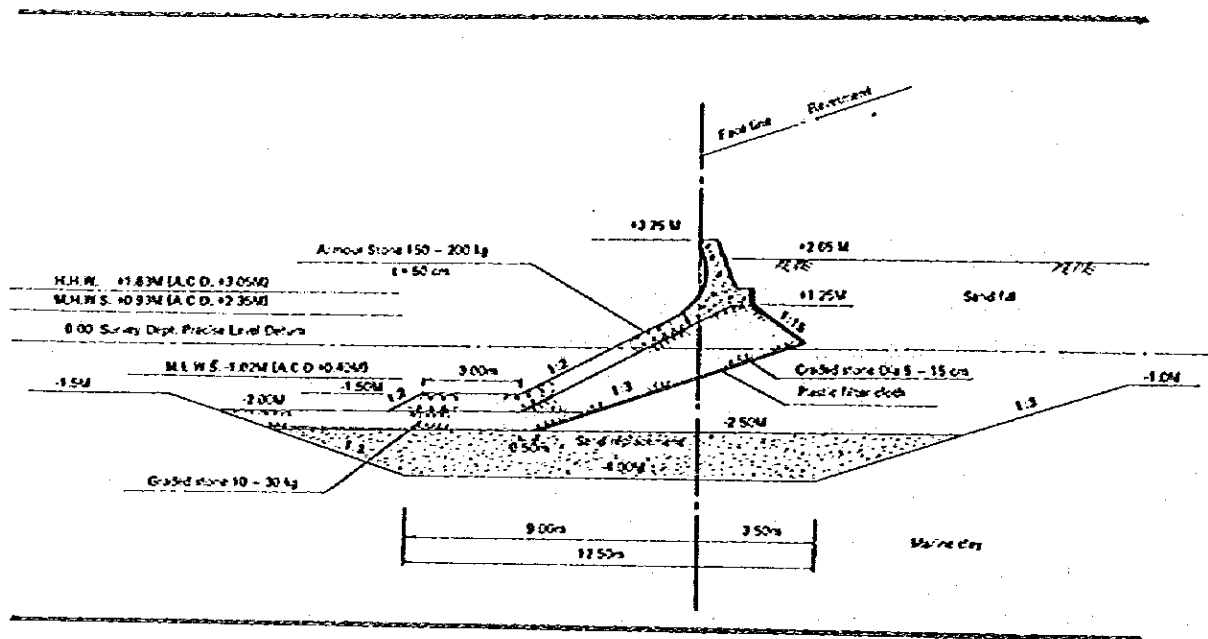 Face line Revetment
+3.25 M
+2.05 M
Armour Stone 150 – 200 kg
t = 50 cm
H.H.W. +1.63M (A.C.D. +3.05M)
M.H.W.S. +0.93M (A.C.D. +2.35M)
+1.25M
Sand fill
0.00 Survey Dept. Precise Level Datum
1:2
M.L.W.S. -1.02M (A.C.D +0.40M)
3.00m
Graded stone Dia 5 – 15 cm
-1.5M
-1.50M
1:2
1:3
Plastic filter cloth
-1.0M
-2.00M
1:3
-2.50M
Sand replacement
0.50m
-4.00M
Graded stone 10 – 30 kg
9.00m
3.50m
12.50m
Marine clay